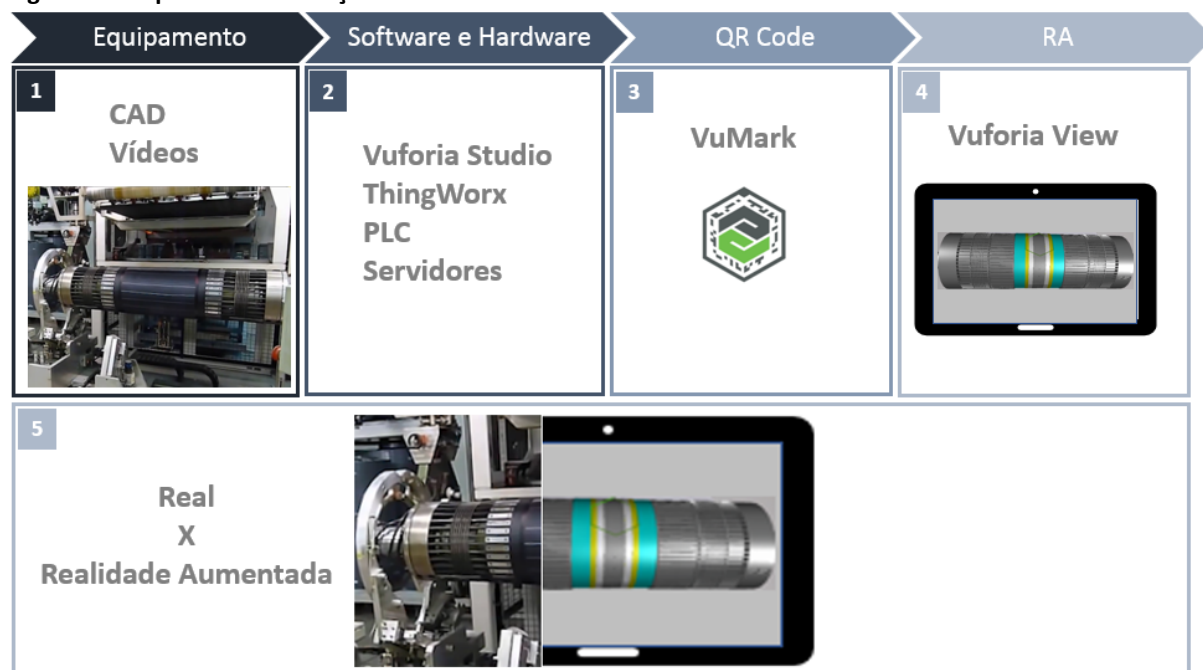 Equipamento
Software e Hardware
QR Code
RA
1
CAD
Vídeos
2
Vuforia Studio
ThingWorx
PLC
Servidores
3
VuMark
4
Vuforia View
5
Real
X
Realidade Aumentada